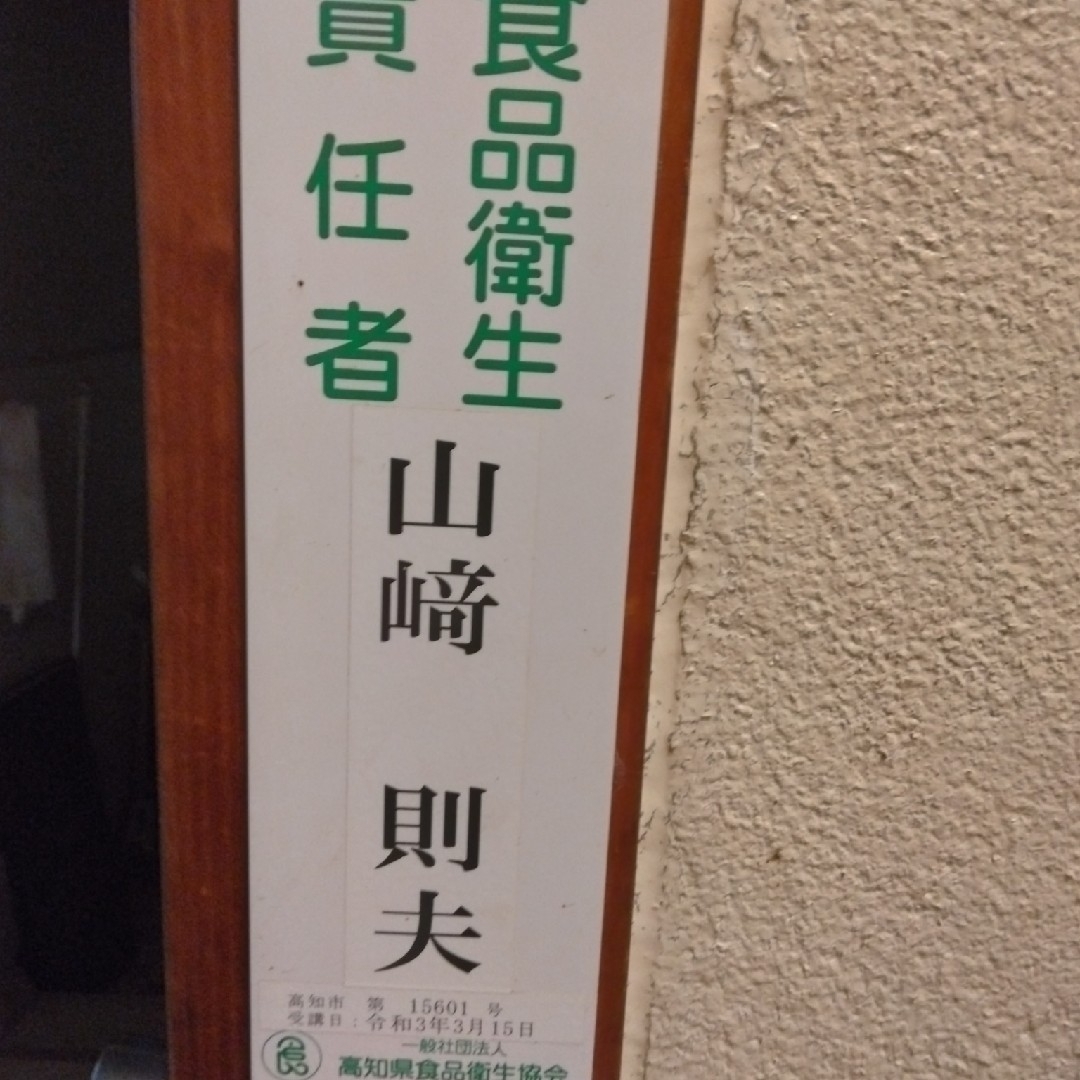 食品衛生
責任者
山﨑 則夫
高知市 第 15601 号
受講日：令和3年3月15日
一般社団法人
高知県食品衛生協会